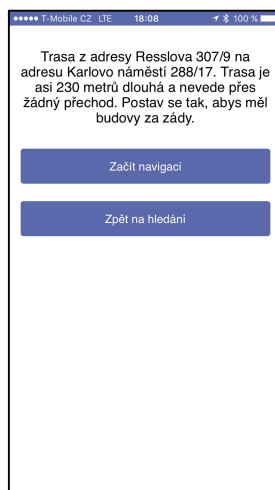 T-Mobile CZ LTE 18:08 100 %
Trasa z adresy Resslova 307/9 na
adresu Karlovo náměstí 288/17. Trasa je
asi 230 metrů dlouhá a nevede přes
žádný přechod. Postav se tak, abys měl
budovy za zády.
Začít navigaci
Zpět na hledání